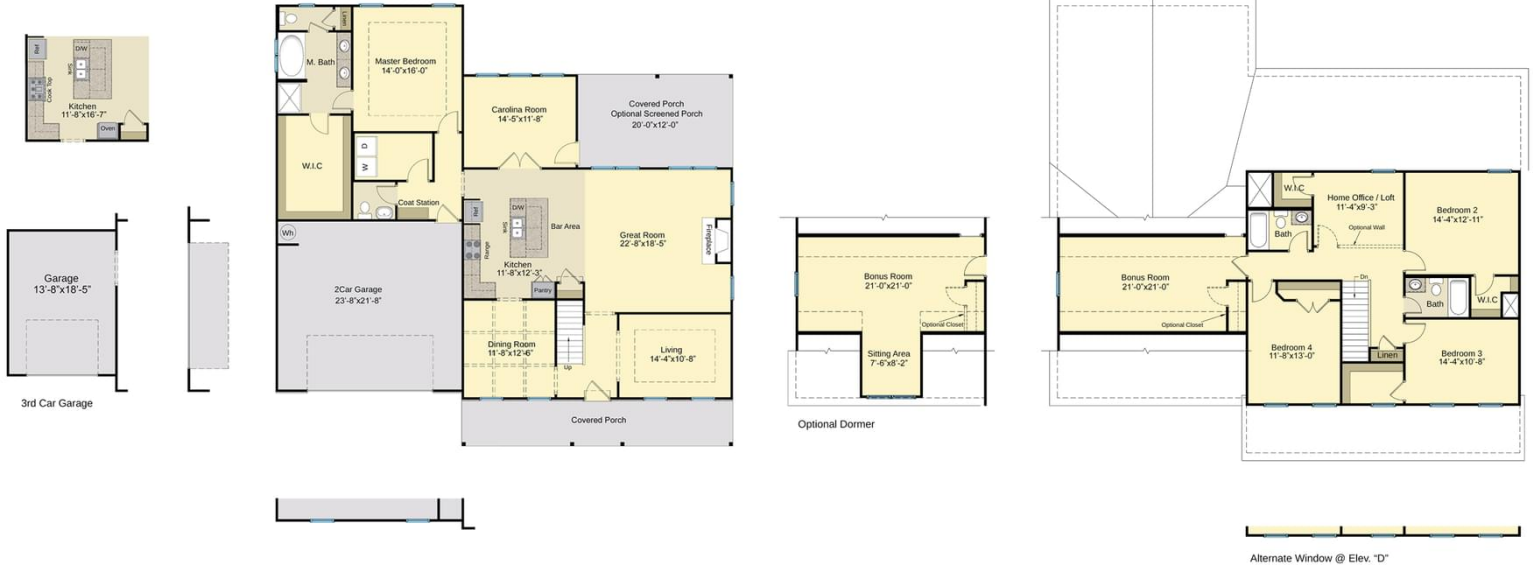 Ref
D/W
Sink
Cook Top
Kitchen
11'-8"x16'-7"
Oven
Garage
13'-8"x18'-5"
3rd Car Garage
Linen
M. Bath
Master Bedroom
14'-0"x16'-0"
W.I.C
W D
Coat Station
Carolina Room
14'-5"x11'-8"
Covered Porch
Optional Screened Porch
20'-0"x12'-0"
Wh
2Car Garage
23'-8"x21'-8"
Ref
Range
D/W
Sink
Bar Area
Kitchen
11'-8"x12'-3"
Pantry
Great Room
22'-8"x18'-5"
Fireplace
Dining Room
11'-8"x12'-6"
Up
Living
14'-4"x10'-8"
Covered Porch
Bonus Room
21'-0"x21'-0"
Optional Closet
Sitting Area
7'-6"x8'-2"
Optional Dormer
W.I.C
Home Office / Loft
11'-4"x9'-3"
Optional Wall
Bath
Bedroom 2
14'-4"x12'-11"
Bonus Room
21'-0"x21'-0"
Optional Closet
Dn
Bath
W.I.C
Bedroom 4
11'-8"x13'-0"
Linen
Bedroom 3
14'-4"x10'-8"
Alternate Window @ Elev. "D"